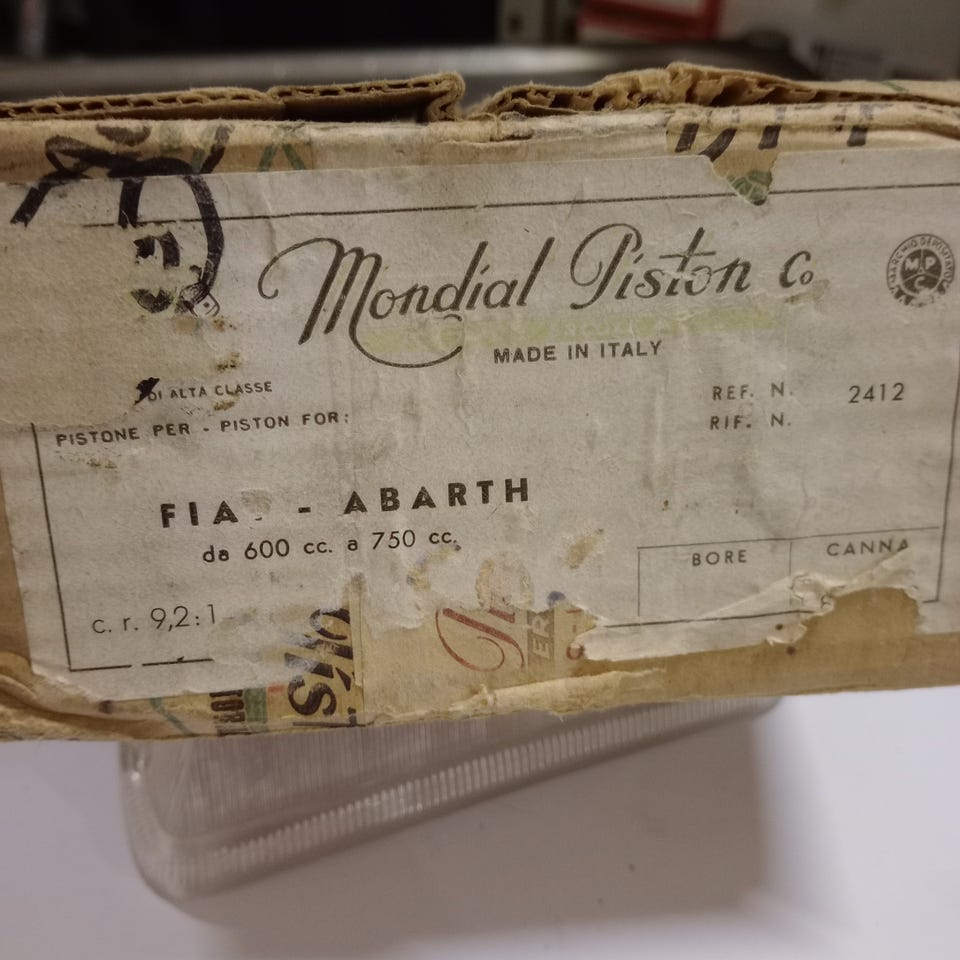 Mondial Piston Co
MADE IN ITALY
DI ALTA CLASSE
REF. N. 2412
RIF. N.
PISTONE PER - PISTON FOR:
FIA - ABARTH
da 600 cc. a 750 cc.
BORE CANNA
c. r. 9,2:1